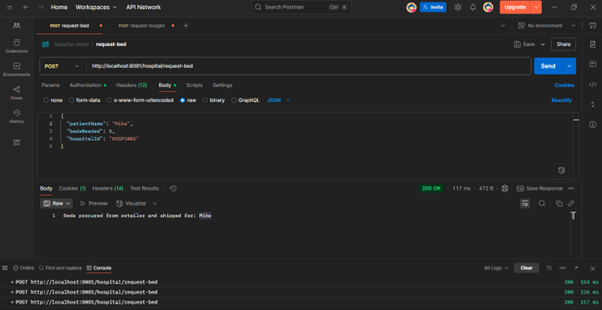 Home Workspaces API Network Search Postman Ctrl K Invite Upgrade
POST request-bed POST request-oxygen + No environment
hospital-demo / request-bed Save Share
POST http://localhost:8081/hospital/request-bed Send
Params Authorization Headers (12) Body Scripts Settings Cookies
none form-data x-www-form-urlencoded raw binary GraphQL JSON Beautify
Collections
Environments
Flows
History
1 {
2 "patientName": "Mike",
3 "bedsNeeded": 5,
4 "hospitalId": "HOSP1001"
5 }
Body Cookies (1) Headers (14) Test Results 200 OK 117 ms 472 B Save Response
Raw Preview Visualize
1 Beds procured from retailer and shipped for: Mike
Online Find and replace Console All Logs Clear
POST http://localhost:8081/hospital/request-bed 200 154 ms
POST http://localhost:8081/hospital/request-bed 200 126 ms
POST http://localhost:8081/hospital/request-bed 200 117 ms